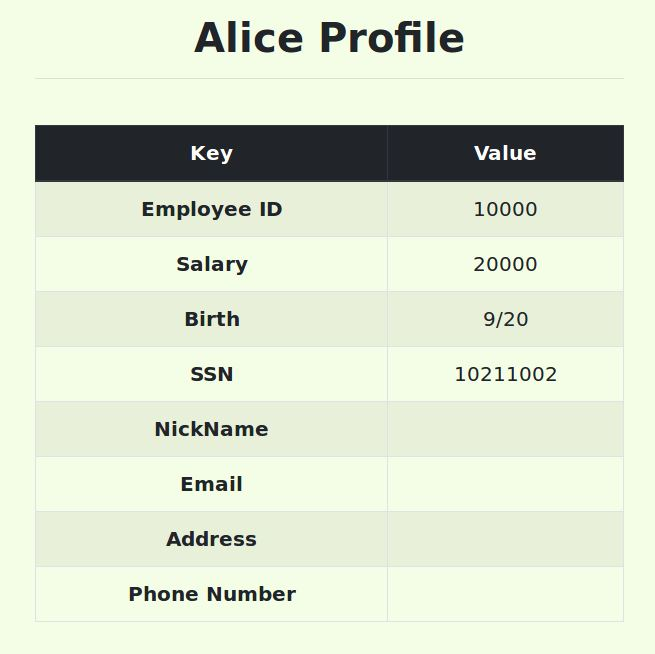 Alice Profile
Key Value
Employee ID 10000
Salary 20000
Birth 9/20
SSN 10211002
NickName
Email
Address
Phone Number